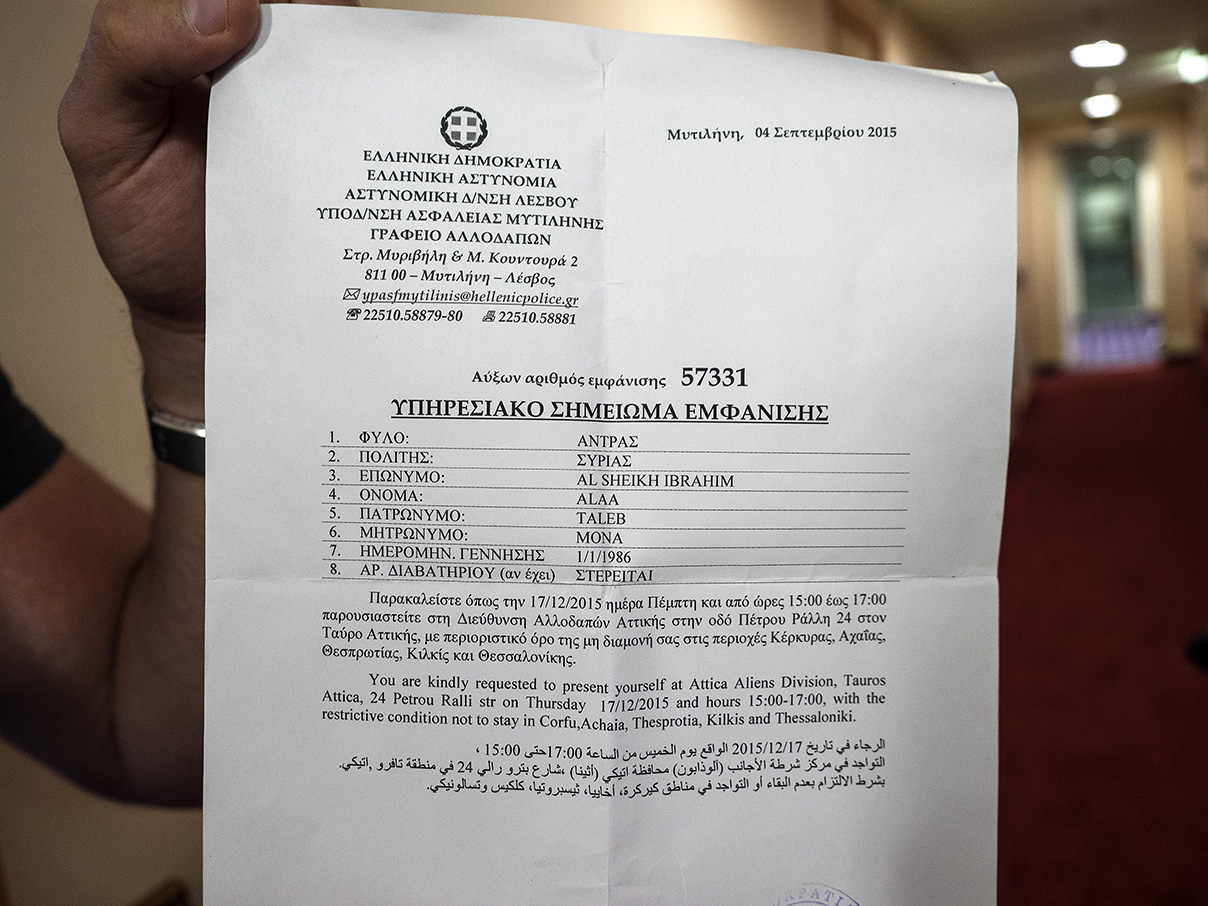 Μυτιλήνη, 04 Σεπτεμβρίου 2015
ΕΛΛΗΝΙΚΗ ΔΗΜΟΚΡΑΤΙΑ
ΕΛΛΗΝΙΚΗ ΑΣΤΥΝΟΜΙΑ
ΑΣΤΥΝΟΜΙΚΗ Δ/ΝΣΗ ΛΕΣΒΟΥ
ΥΠΟΔ/ΝΣΗ ΑΣΦΑΛΕΙΑΣ ΜΥΤΙΛΗΝΗΣ
ΓΡΑΦΕΙΟ ΑΛΛΟΔΑΠΩΝ
Στρ. Μυριβήλη & Μ. Κουντουρά 2
811 00 – Μυτιλήνη – Λέσβος
ypasfmytilinis@hellenicpolice.gr
22510.58879-80 22510.58881
Αύξων αριθμός εμφάνισης 57331
ΥΠΗΡΕΣΙΑΚΟ ΣΗΜΕΙΩΜΑ ΕΜΦΑΝΙΣΗΣ
1. ΦΥΛΟ: ΑΝΤΡΑΣ
2. ΠΟΛΙΤΗΣ: ΣΥΡΙΑΣ
3. ΕΠΩΝΥΜΟ: AL SHEIKH IBRAHIM
4. ΟΝΟΜΑ: ALAA
5. ΠΑΤΡΩΝΥΜΟ: TALEB
6. ΜΗΤΡΩΝΥΜΟ: MONA
7. ΗΜΕΡΟΜΗΝ. ΓΕΝΝΗΣΗΣ 1/1/1986
8. ΑΡ. ΔΙΑΒΑΤΗΡΙΟΥ (αν έχει) ΣΤΕΡΕΙΤΑΙ
Παρακαλείστε όπως την 17/12/2015 ημέρα Πέμπτη και από ώρες 15:00 έως 17:00
παρουσιαστείτε στη Διεύθυνση Αλλοδαπών Αττικής στην οδό Πέτρου Ράλλη 24 στον
Ταύρο Αττικής, με περιοριστικό όρο της μη διαμονή σας στις περιοχές Κέρκυρας, Αχαΐας,
Θεσπρωτίας, Κιλκίς και Θεσσαλονίκης.
You are kindly requested to present yourself at Attica Aliens Division, Tauros
Attica, 24 Petrou Ralli str on Thursday 17/12/2015 and hours 15:00-17:00, with the
restrictive condition not to stay in Corfu,Achaia, Thesprotia, Kilkis and Thessaloniki.
الرجاء في تاريخ 2015/12/17 الواقع يوم الخميس من الساعة 17:00حتى 15:00 ،
التواجد في مركز شرطة الأجانب (ألوذابون) محافظة اتيكي (أثينا) ،شارع بترو رالي 24 في منطقة تافرو ,اتيكي.
بشرط الالتزام بعدم البقاء أو التواجد في مناطق كيركرة، أخاييا، ثيسبروتيا، كلكيس وتسالونيكي.